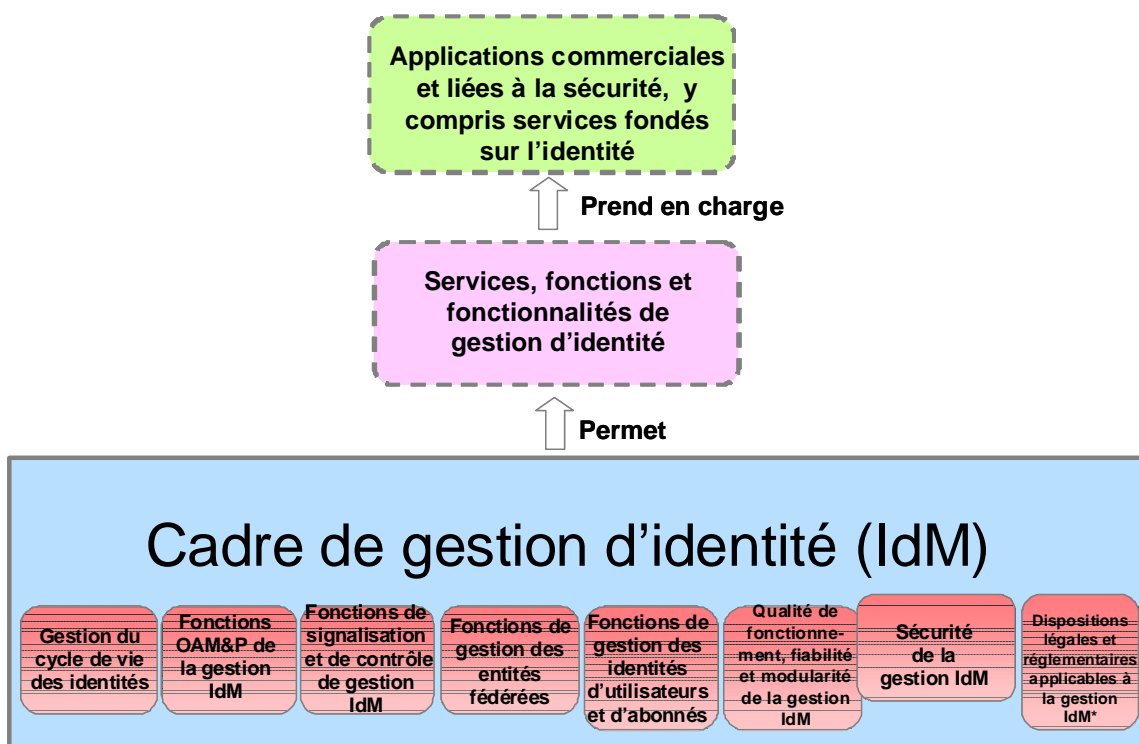 Applications commerciales
et liées à la sécurité, y
compris services fondés
sur l'identité
Prend en charge
Services, fonctions et
fonctionnalités de
gestion d'identité
Permet
Cadre de gestion d'identité (IdM)
Gestion du
cycle de vie
des identités
Fonctions
OAM&P de
la gestion
IdM
Fonctions de
signalisation
et de contrôle
de gestion
IdM
Fonctions de
gestion des
entités
fédérées
Fonctions de
gestion des
identités
d'utilisateurs
et d'abonnés
Qualité de
fonctionne-
ment, fiabilité
et modularité
de la gestion
IdM
Sécurité
de la
gestion IdM
Dispositions
légales et
réglementaires
applicables à
la gestion
IdM*